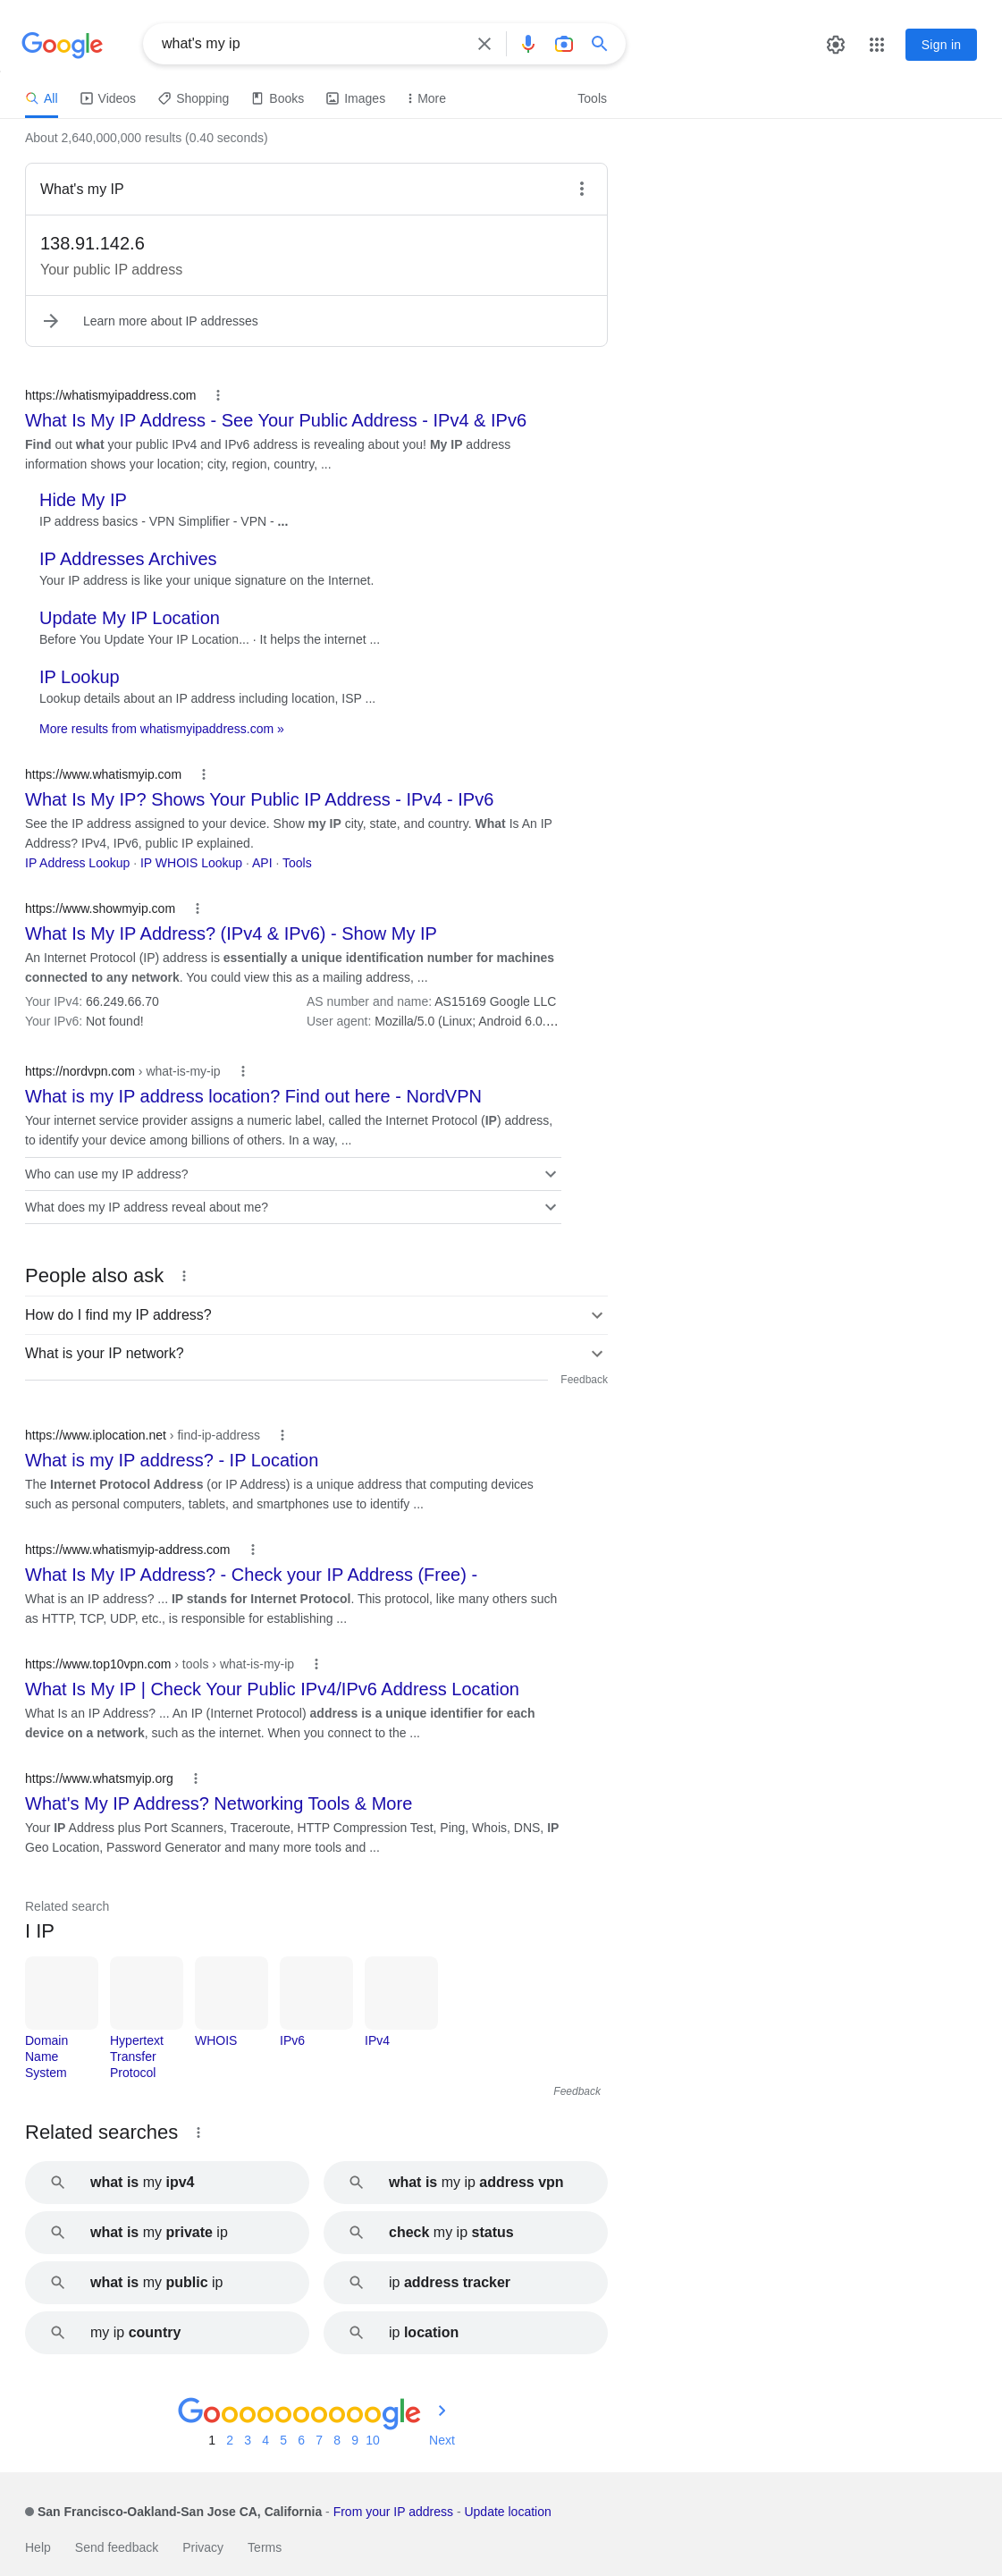 Google
what's my ip
Sign in
All
Videos
Shopping
Books
Images
More
Tools
About 2,640,000,000 results (0.40 seconds)
What's my IP
138.91.142.6
Your public IP address
Learn more about IP addresses
https://whatismyipaddress.com
What Is My IP Address - See Your Public Address - IPv4 & IPv6
Find out what your public IPv4 and IPv6 address is revealing about you! My IP address
information shows your location; city, region, country, ...
Hide My IP
IP address basics - VPN Simplifier - VPN - ...
IP Addresses Archives
Your IP address is like your unique signature on the Internet.
Update My IP Location
Before You Update Your IP Location... · It helps the internet ...
IP Lookup
Lookup details about an IP address including location, ISP ...
More results from whatismyipaddress.com »
https://www.whatismyip.com
What Is My IP? Shows Your Public IP Address - IPv4 - IPv6
See the IP address assigned to your device. Show my IP city, state, and country. What Is An IP
Address? IPv4, IPv6, public IP explained.
IP Address Lookup · IP WHOIS Lookup · API · Tools
https://www.showmyip.com
What Is My IP Address? (IPv4 & IPv6) - Show My IP
An Internet Protocol (IP) address is essentially a unique identification number for machines
connected to any network. You could view this as a mailing address, ...
Your IPv4: 66.249.66.70
AS number and name: AS15169 Google LLC
Your IPv6: Not found!
User agent: Mozilla/5.0 (Linux; Android 6.0.…
https://nordvpn.com › what-is-my-ip
What is my IP address location? Find out here - NordVPN
Your internet service provider assigns a numeric label, called the Internet Protocol (IP) address,
to identify your device among billions of others. In a way, ...
Who can use my IP address?
What does my IP address reveal about me?
People also ask
How do I find my IP address?
What is your IP network?
Feedback
https://www.iplocation.net › find-ip-address
What is my IP address? - IP Location
The Internet Protocol Address (or IP Address) is a unique address that computing devices
such as personal computers, tablets, and smartphones use to identify ...
https://www.whatismyip-address.com
What Is My IP Address? - Check your IP Address (Free) -
What is an IP address? ... IP stands for Internet Protocol. This protocol, like many others such
as HTTP, TCP, UDP, etc., is responsible for establishing ...
https://www.top10vpn.com › tools › what-is-my-ip
What Is My IP | Check Your Public IPv4/IPv6 Address Location
What Is an IP Address? ... An IP (Internet Protocol) address is a unique identifier for each
device on a network, such as the internet. When you connect to the ...
https://www.whatsmyip.org
What's My IP Address? Networking Tools & More
Your IP Address plus Port Scanners, Traceroute, HTTP Compression Test, Ping, Whois, DNS, IP
Geo Location, Password Generator and many more tools and ...
Related search
I IP
Domain
Name
System
Hypertext
Transfer
Protocol
WHOIS
IPv6
IPv4
Feedback
Related searches
what is my ipv4
what is my ip address vpn
what is my private ip
check my ip status
what is my public ip
ip address tracker
my ip country
ip location
Goooooooooogle
1 2 3 4 5 6 7 8 9 10 Next
San Francisco-Oakland-San Jose CA, California - From your IP address - Update location
Help Send feedback Privacy Terms